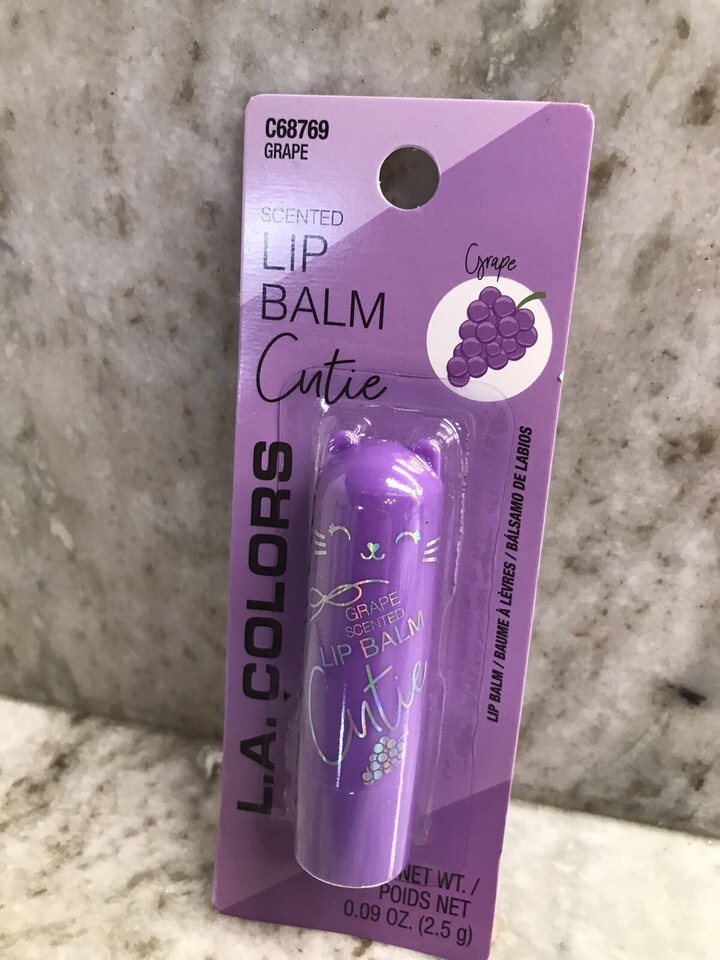 C68769
GRAPE
SCENTED
LIP
BALM
Cutie
Grape
L.A. COLORS
GRAPE
SCENTED
LIP BALM
Cutie
LIP BALM / BAUME À LÈVRES / BÁLSAMO DE LABIOS
NET WT. /
POIDS NET
0.09 OZ. (2.5 g)